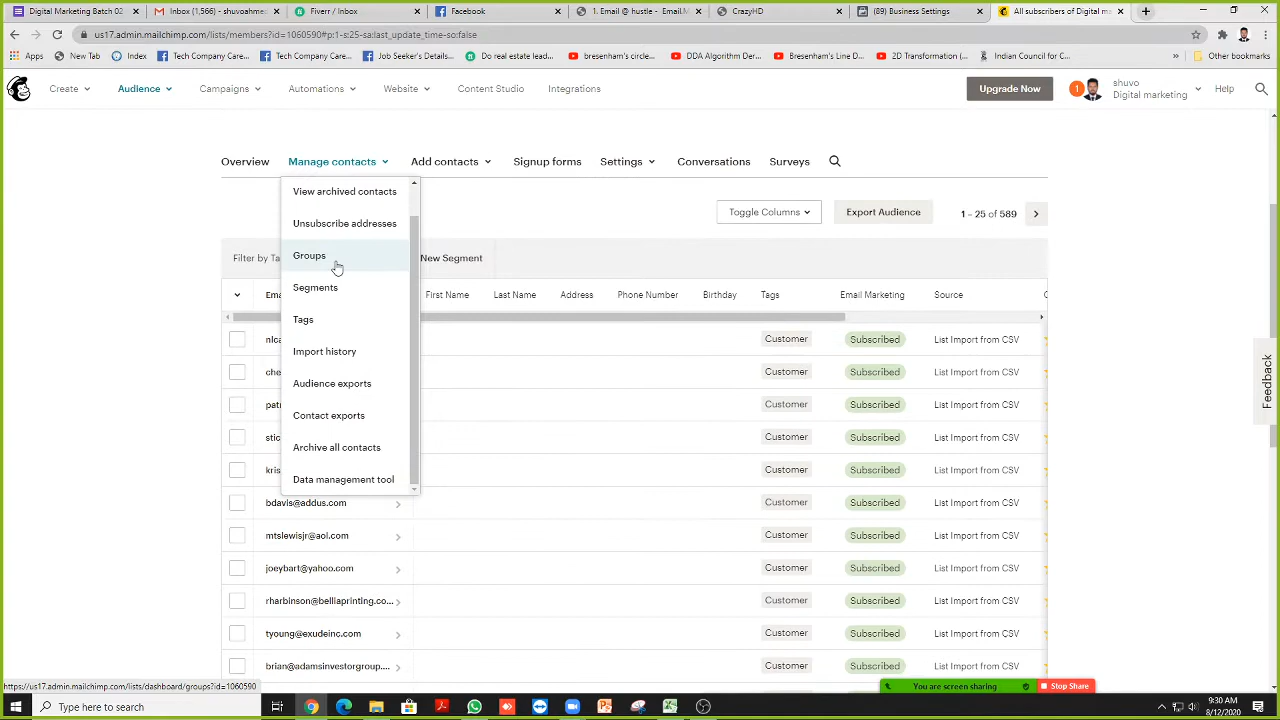 Digital Marketing Batch 02
Inbox (1,566) - shuvoahme
Fiverr / Inbox
Facebook
1. Email @ hustle - Email.M
CrazyHD
(89) Business Settings
All subscribers of Digital m
us17.admin.mailchimp.com/lists/members?id=1060590#p:1-s:25-sa:last_update_time-so:false
Apps
New Tab
Index
Tech Company Can...
Tech Company Can...
Job Seeker's Detail...
Do real estate lead...
bresenham's circle...
DDA Algorithm Der...
Bresenham's Line D...
Indian Council for C...
Other bookmarks
Create
Audience
Campaigns
Automations
Website
Content Studio
Integrations
Upgrade Now
1
shuvo
Digital marketing
Help
Overview
Manage contacts
Add contacts
Signup forms
Settings
Conversations
Surveys
View archived contacts
Unsubscribe addresses
Groups
Segments
Tags
Import history
Audience exports
Contact exports
Archive all contacts
Data management tool
Toggle Columns
Export Audience
1 – 25 of 589
Filter by Ta
New Segment
Ema
First Name
Last Name
Address
Phone Number
Birthday
Tags
Email Marketing
Source
nlca
Customer
Subscribed
List Import from CSV
che
Customer
Subscribed
List Import from CSV
patr
Customer
Subscribed
List Import from CSV
stic
Customer
Subscribed
List Import from CSV
kris
Customer
Subscribed
List Import from CSV
bdavis@addus.com
Customer
Subscribed
List Import from CSV
mtslewisjr@aol.com
Customer
Subscribed
List Import from CSV
joeybart@yahoo.com
Customer
Subscribed
List Import from CSV
rharbinson@belliaprinting.co...
Customer
Subscribed
List Import from CSV
tyoung@exudeinc.com
Customer
Subscribed
List Import from CSV
brian@adamsinvestorgroup....
Customer
Subscribed
List Import from CSV
Feedback
https://us17.admin.mailchimp.com/lists/dashboard/groups?id=1060590
You are screen sharing
Stop Share
Type here to search
9:30 AM
8/12/2020